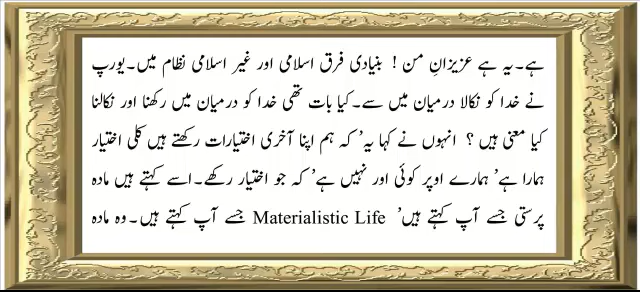 ہے۔یہ ہے عزیزانِ من ! بنیادی فرق اسلامی اور غیر اسلامی نظام میں۔یورپ
نے خدا کو نکالا درمیان میں سے۔کیا بات تھی خدا کو درمیان میں رکھنا اور نکالنا
کیا معنی ہیں ؟ انہوں نے کہا یہ’ کہ ہم اپنا آخری اختیارات رکھتے ہیں کلی اختیار
ہمارا ہے’ ہمارے اوپر کوئی اور نہیں ہے’ کہ جو اختیار رکھے۔اسے کہتے ہیں مادہ
پرستی جسے آپ کہتے ہیں’ Materialistic Life جسے آپ کہتے ہیں۔وہ مادہ